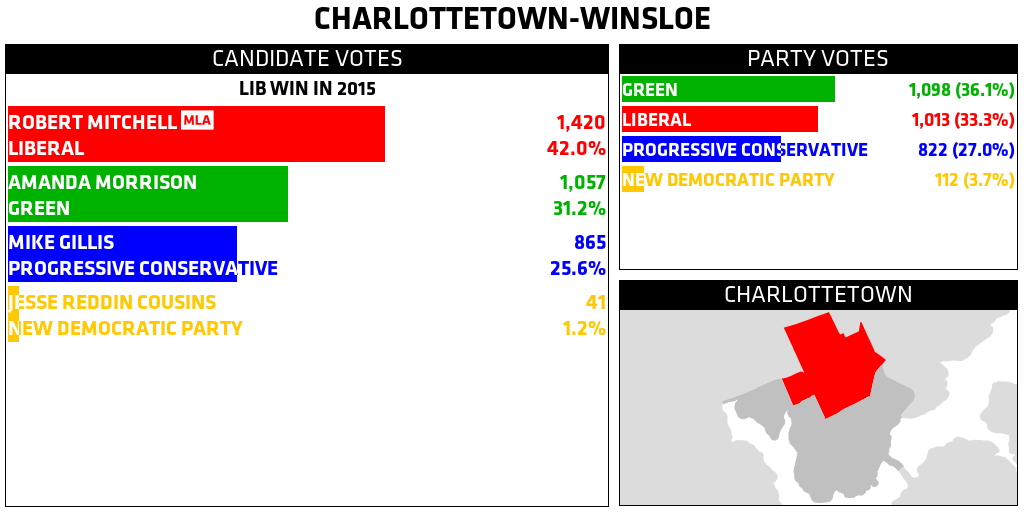 CHARLOTTETOWN-WINSLOE
CANDIDATE VOTES
LIB WIN IN 2015
ROBERT MITCHELL MLA 1,420
LIBERAL 42.0%
AMANDA MORRISON 1,057
GREEN 31.2%
MIKE GILLIS 865
PROGRESSIVE CONSERVATIVE 25.6%
JESSE REDDIN COUSINS 41
NEW DEMOCRATIC PARTY 1.2%
PARTY VOTES
GREEN 1,098 (36.1%)
LIBERAL 1,013 (33.3%)
PROGRESSIVE CONSERVATIVE 822 (27.0%)
NEW DEMOCRATIC PARTY 112 (3.7%)
CHARLOTTETOWN